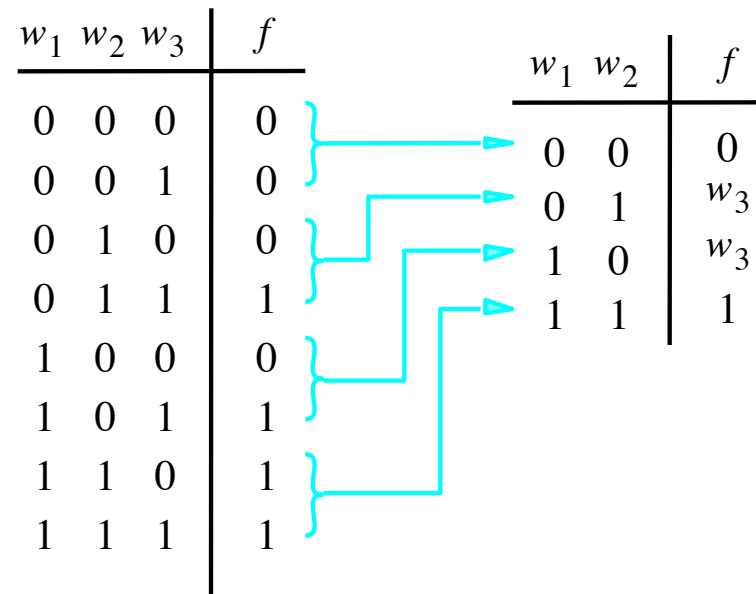 w1 w2 w3 f
0 0 0 0
0 0 1 0
0 1 0 0
0 1 1 1
1 0 0 0
1 0 1 1
1 1 0 1
1 1 1 1
w1 w2 f
0 0 0
0 1 w3
1 0 w3
1 1 1